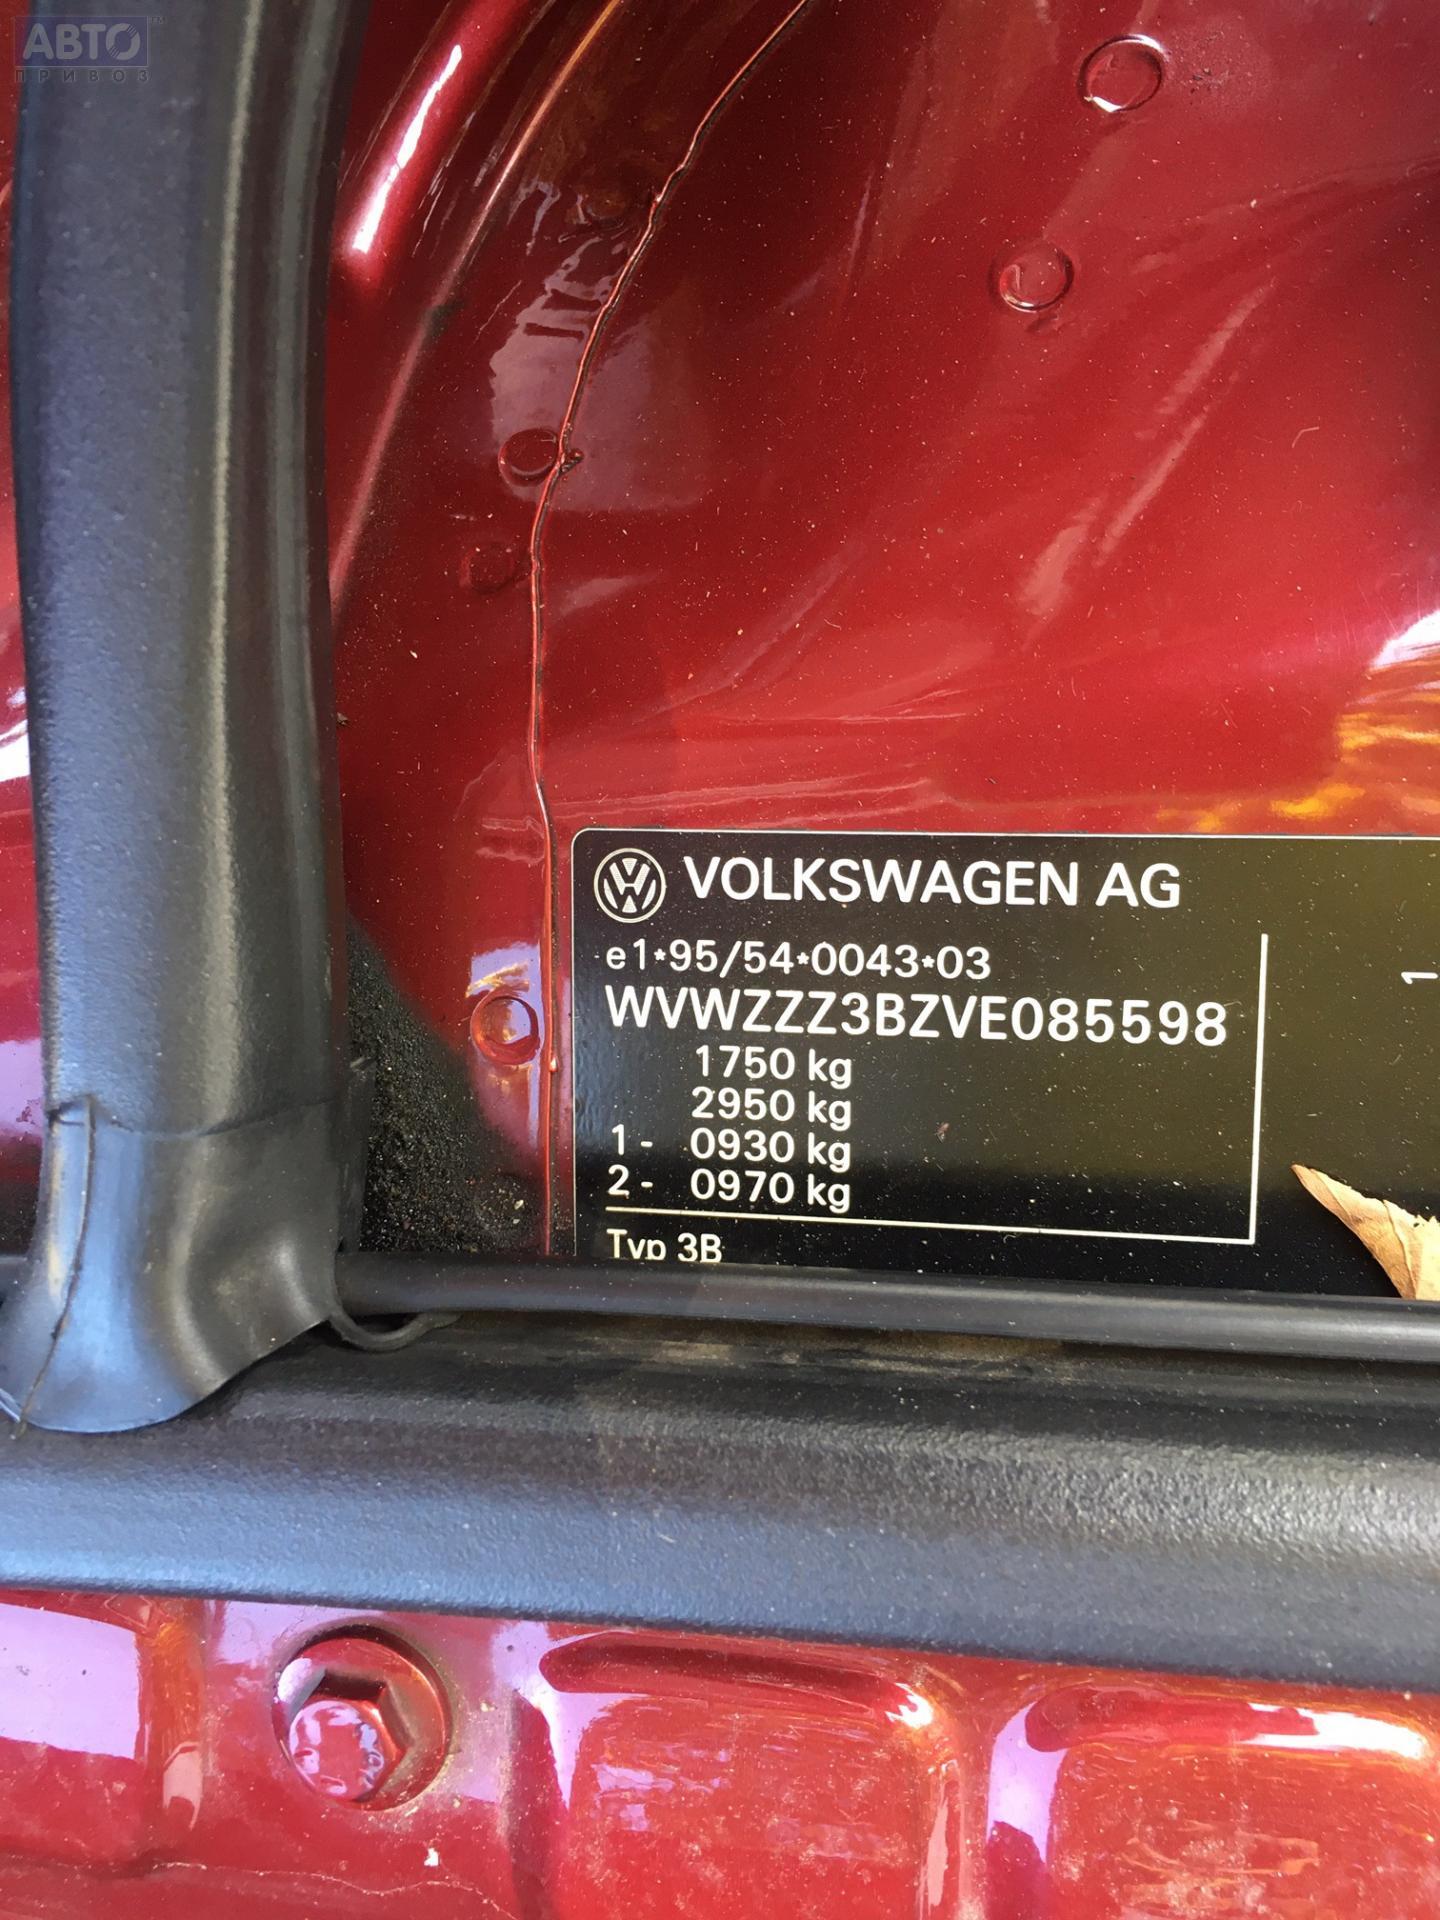 АВТО
ПРИВОЗ
VOLKSWAGEN AG
e1*95/54*0043*03
WVWZZZ3BZVE085598
1750 kg
2950 kg
1- 0930 kg
2- 0970 kg
Typ 3B
1